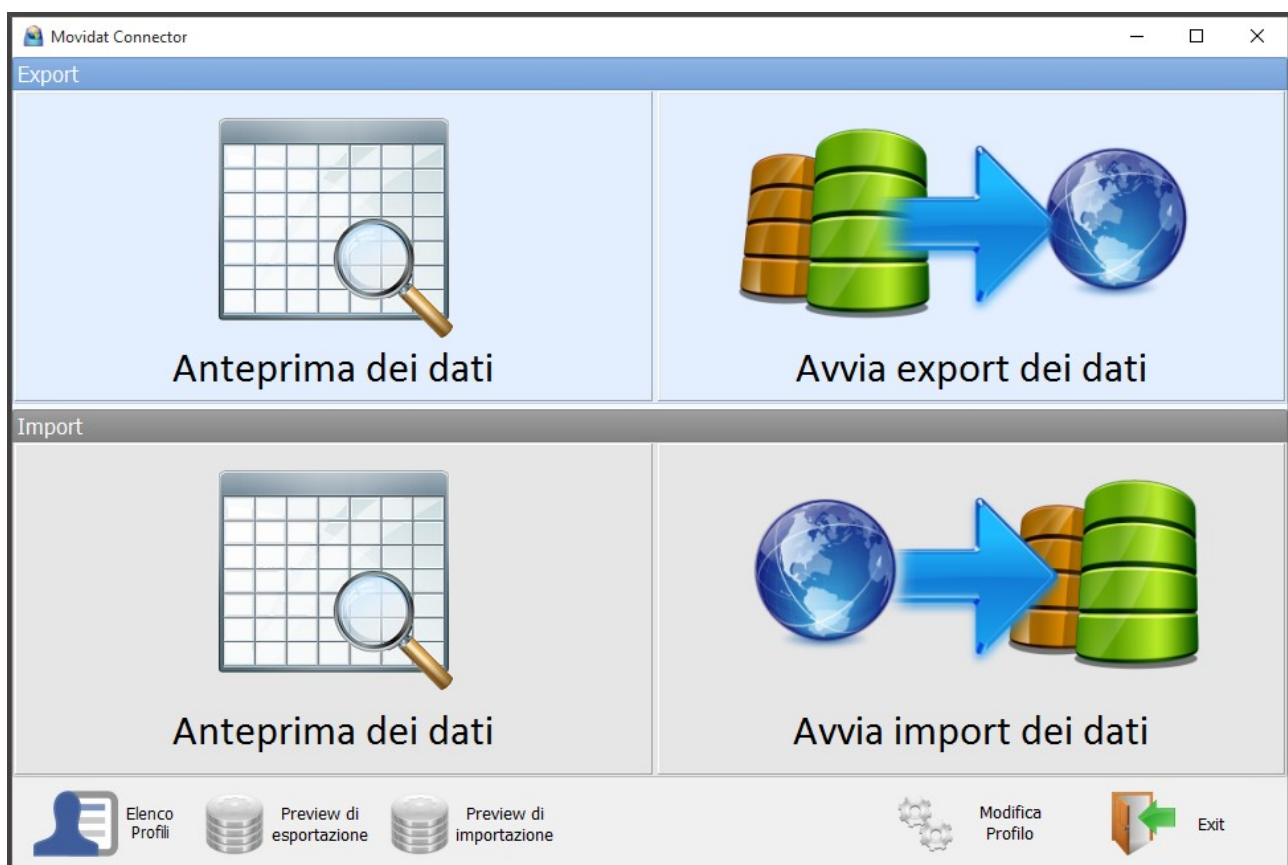 Movidat Connector
Export
Anteprima dei dati
Avvia export dei dati
Import
Anteprima dei dati
Avvia import dei dati
Elenco
Profili
Preview di
esportazione
Preview di
importazione
Modifica
Profilo
Exit